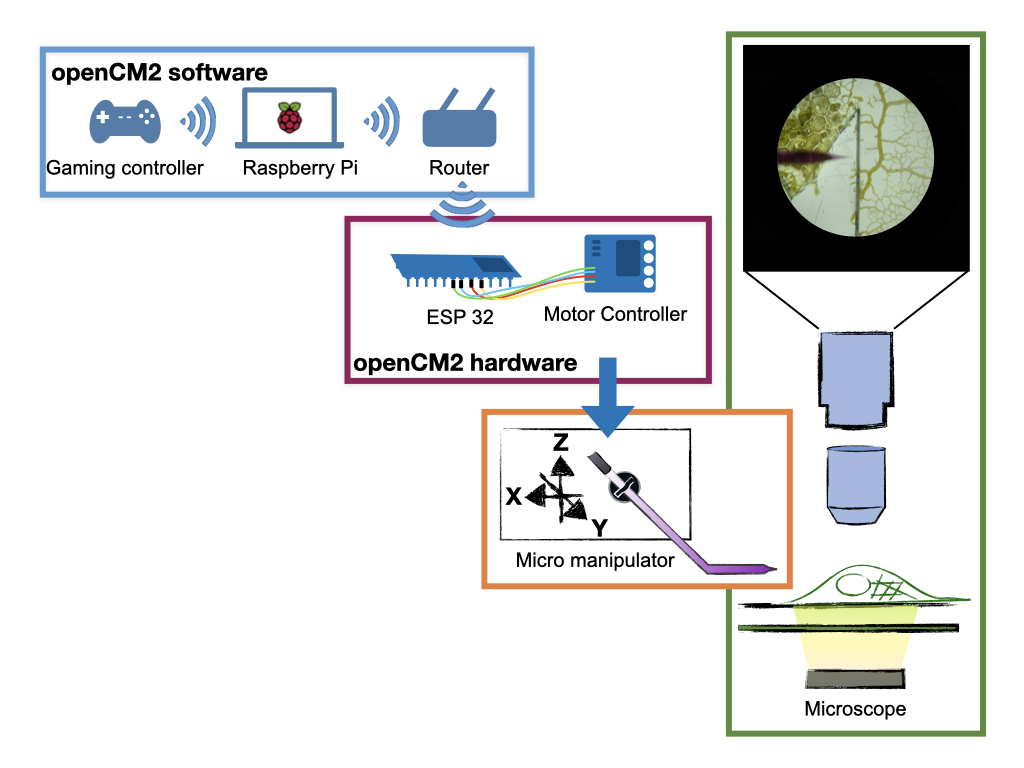 openCM2 software
Gaming controller
Raspberry Pi
Router
ESP 32
Motor Controller
openCM2 hardware
Z
X
Y
Micro manipulator
Microscope